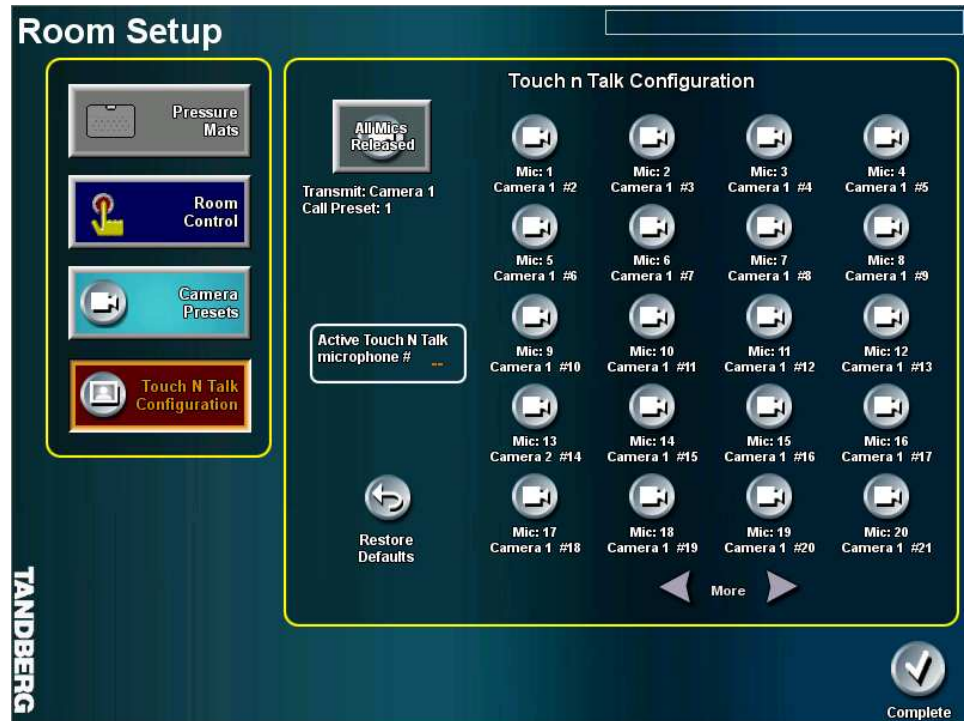 Room Setup
Pressure
Mats
Room
Control
Camera
Presets
Touch N Talk
Configuration
Touch n Talk Configuration
All Mics
Released
Transmit: Camera 1
Call Preset: 1
Active Touch N Talk
microphone # --
Restore
Defaults
Mic: 1 Mic: 2 Mic: 3 Mic: 4
Camera 1 #2 Camera 1 #3 Camera 1 #4 Camera 1 #5
Mic: 5 Mic: 6 Mic: 7 Mic: 8
Camera 1 #6 Camera 1 #7 Camera 1 #8 Camera 1 #9
Mic: 9 Mic: 10 Mic: 11 Mic: 12
Camera 1 #10 Camera 1 #11 Camera 1 #12 Camera 1 #13
Mic: 13 Mic: 14 Mic: 15 Mic: 16
Camera 2 #14 Camera 1 #15 Camera 1 #16 Camera 1 #17
Mic: 17 Mic: 18 Mic: 19 Mic: 20
Camera 1 #18 Camera 1 #19 Camera 1 #20 Camera 1 #21
More
TANDBERG
Complete